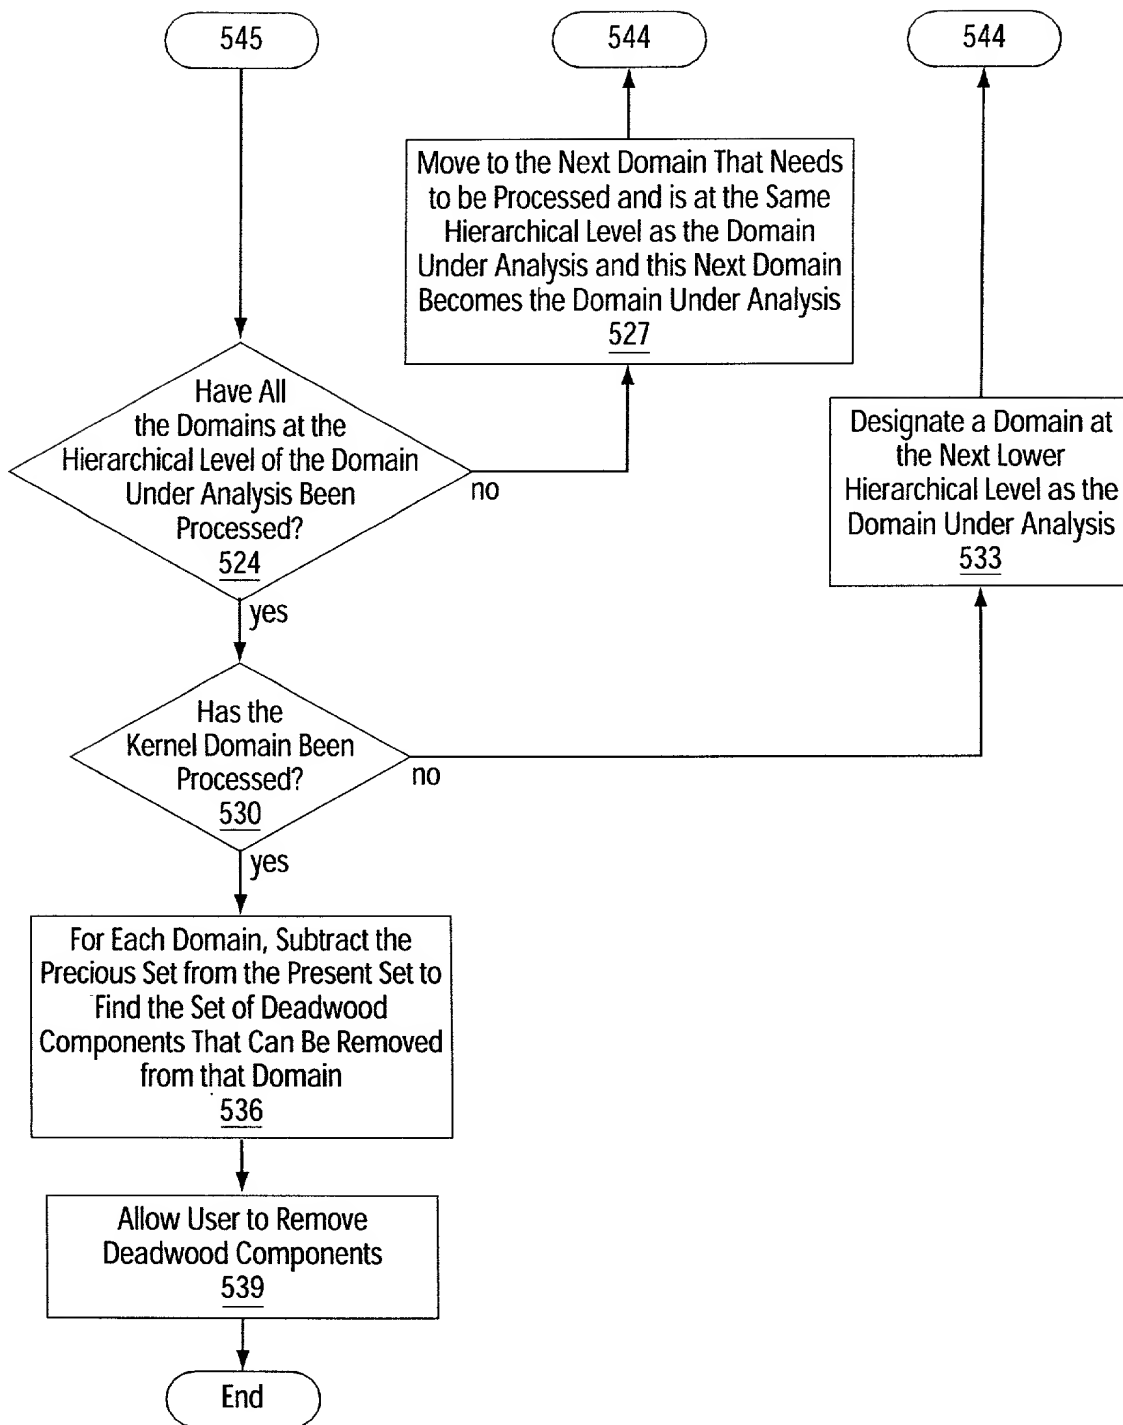 545
544
544
Move to the Next Domain That Needs
to be Processed and is at the Same
Hierarchical Level as the Domain
Under Analysis and this Next Domain
Becomes the Domain Under Analysis
527
Have All
the Domains at the
Hierarchical Level of the Domain
Under Analysis Been
Processed?
524
no
yes
Designate a Domain at
the Next Lower
Hierarchical Level as the
Domain Under Analysis
533
Has the
Kernel Domain Been
Processed?
530
no
yes
For Each Domain, Subtract the
Precious Set from the Present Set to
Find the Set of Deadwood
Components That Can Be Removed
from that Domain
536
Allow User to Remove
Deadwood Components
539
End